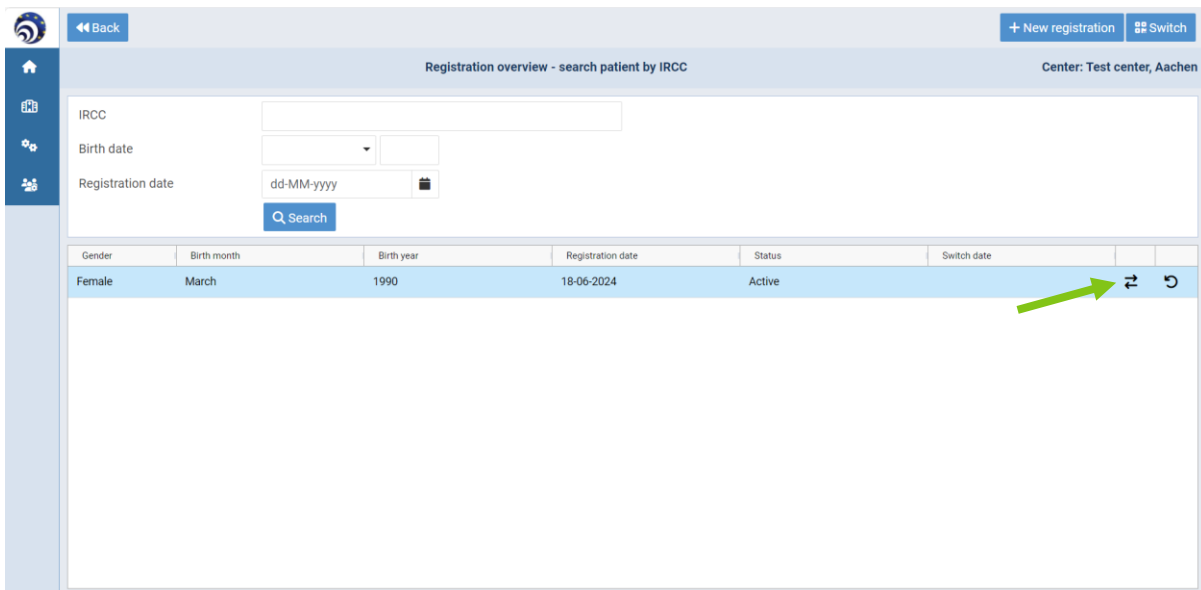 Back
New registration
Switch
Registration overview - search patient by IRCC
Center: Test center, Aachen
IRCC
Birth date
Registration date
dd-MM-yyyy
Search
Gender Birth month Birth year Registration date Status Switch date
Female March 1990 18-06-2024 Active